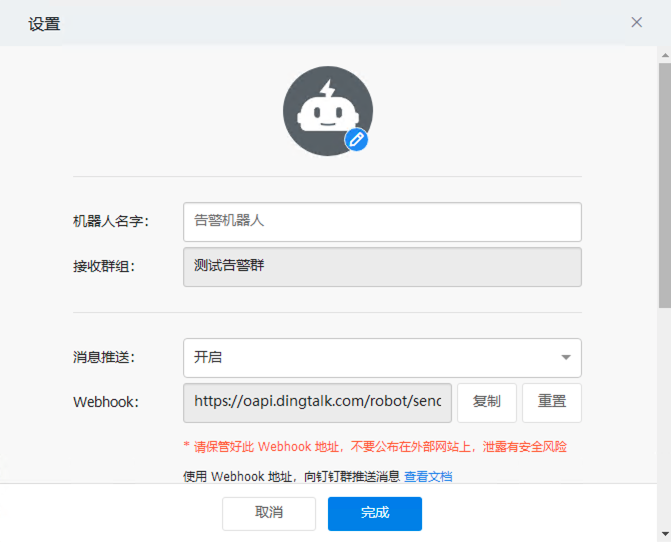 设置
机器人名字：
告警机器人
接收群组：
测试告警群
消息推送：
开启
Webhook：
https://oapi.dingtalk.com/robot/send
复制
重置
* 请保管好此 Webhook 地址，不要公布在外部网站上，泄露有安全风险
使用 Webhook 地址，向钉钉群推送消息 查看文档
取消
完成